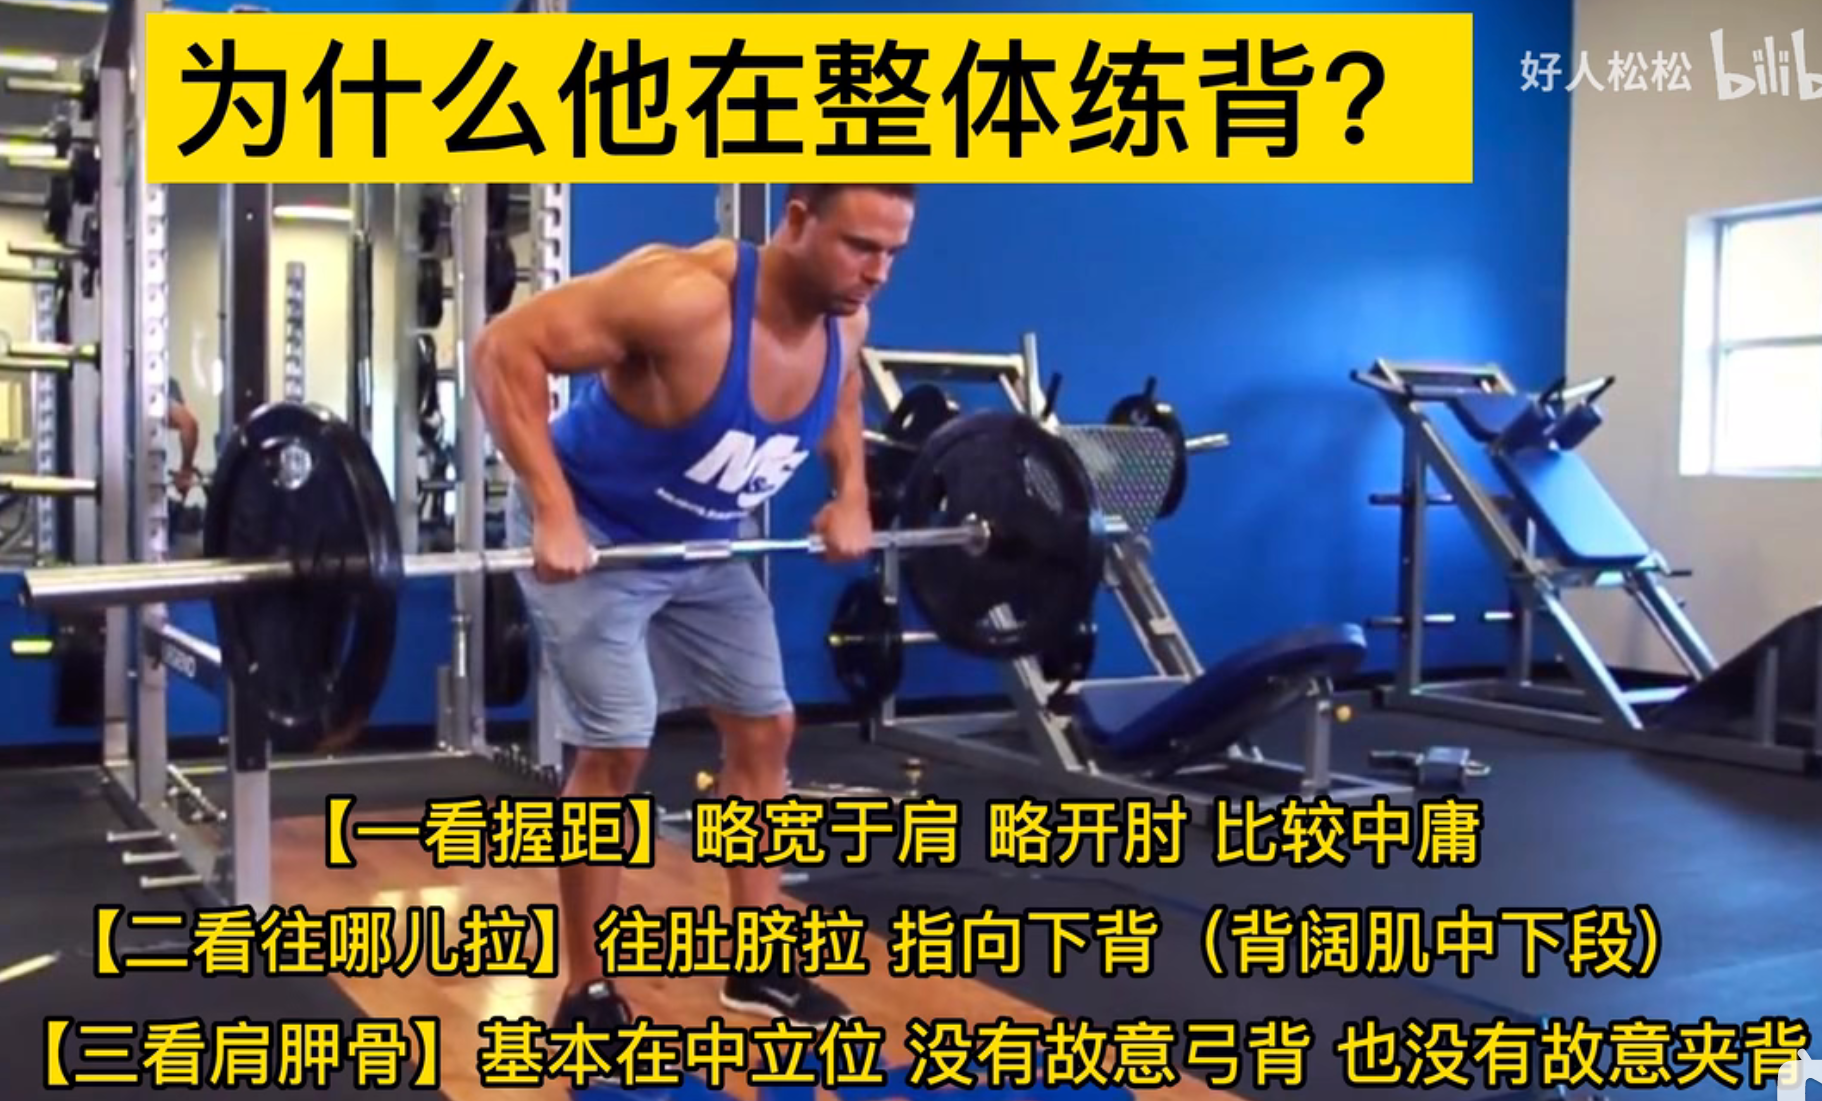 为什么他在整体练背？
好人松松 bilib
M&S
【一看握距】略宽于肩 略开肘 比较中庸
【二看往哪儿拉】往肚脐拉 指向下背（背阔肌中下段）
【三看肩胛骨】基本在中立位 没有故意弓背 也没有故意夹背